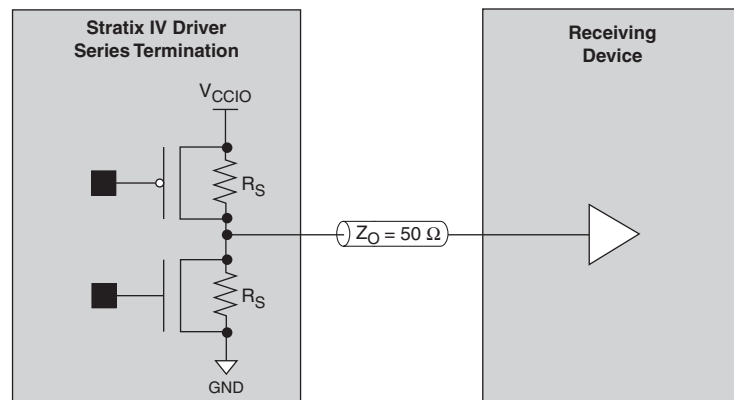 Stratix IV Driver
Series Termination
Receiving
Device
VCCIO
RS
ZO = 50 Ω
RS
GND